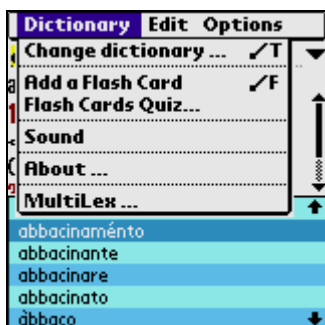 Dictionary Edit Options
Change dictionary ... /T
Add a Flash Card /F
Flash Cards Quiz...
Sound
About ...
MultiLex ...
abbacinaménto
abbacinante
abbacinare
abbacinato
àbbaco